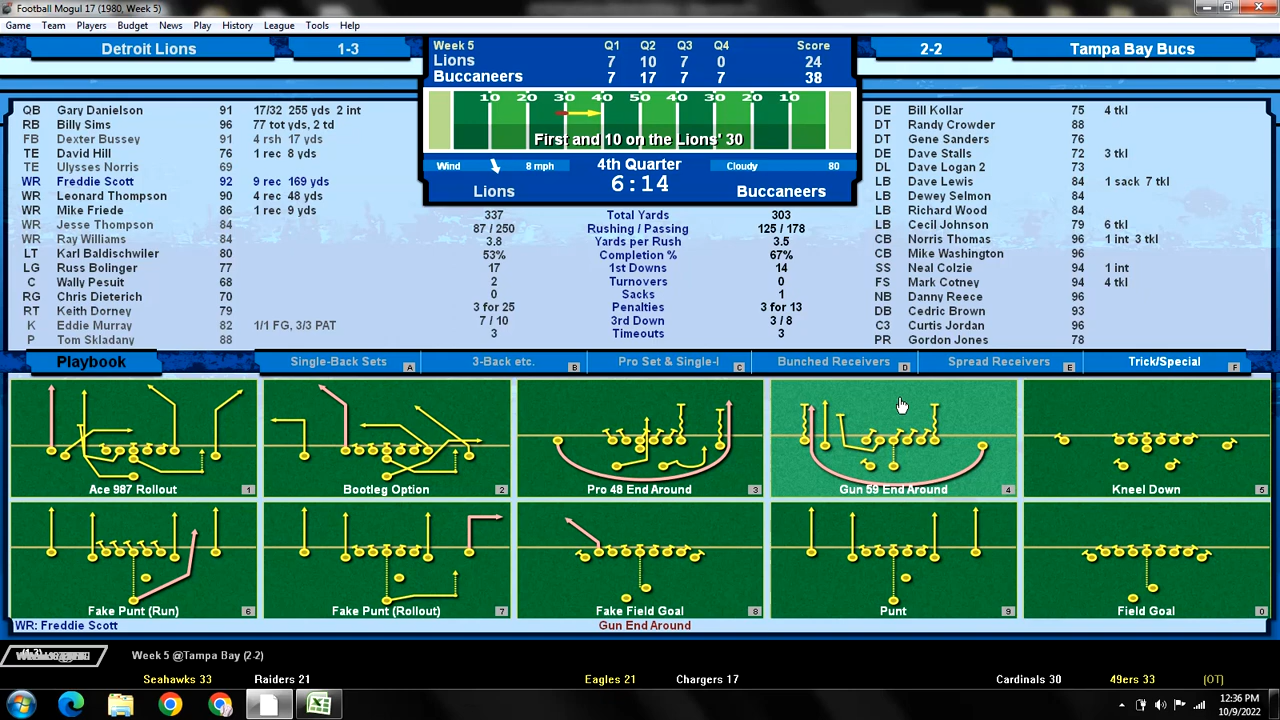 Football Mogul 17 (1980, Week 5)
Game Team Players Budget News Play History League Tools Help
Detroit Lions 1-3
Week 5 Q1 Q2 Q3 Q4 Score
Lions 7 10 7 0 24
Buccaneers 7 17 7 7 38
2-2 Tampa Bay Bucs
10 20 30 40 50 40 30 20 10
First and 10 on the Lions' 30
Wind 8 mph 4th Quarter Cloudy 80
Lions 6:14 Buccaneers
QB Gary Danielson 91 17/32 255 yds 2 int
RB Billy Sims 96 77 tot yds, 2 td
FB Dexter Bussey 91 4 rsh 17 yds
TE David Hill 76 1 rec 8 yds
TE Ulysses Norris 69
WR Freddie Scott 92 9 rec 169 yds
WR Leonard Thompson 90 4 rec 48 yds
WR Mike Friede 86 1 rec 9 yds
WR Jesse Thompson 84
WR Ray Williams 84
LT Karl Baldischwiler 80
LG Russ Bolinger 77
C Wally Pesuit 68
RG Chris Dieterich 70
RT Keith Dorney 79
K Eddie Murray 82 1/1 FG, 3/3 PAT
P Tom Skladany 88
337 Total Yards 303
87 / 250 Rushing / Passing 125 / 178
3.8 Yards per Rush 3.5
53% Completion % 67%
17 1st Downs 14
2 Turnovers 0
0 Sacks 1
3 for 25 Penalties 3 for 13
7 / 10 3rd Down 3 / 8
3 Timeouts 3
DE Bill Kollar 75 4 tkl
DT Randy Crowder 88
DT Gene Sanders 76
DE Dave Stalls 72 3 tkl
DL Dave Logan 2 73
LB Dave Lewis 84 1 sack 7 tkl
LB Dewey Selmon 84
LB Richard Wood 84
LB Cecil Johnson 79 6 tkl
CB Norris Thomas 96 1 int 3 tkl
CB Mike Washington 96
SS Neal Colzie 94 1 int
FS Mark Cotney 94 4 tkl
NB Danny Reece 96
DB Cedric Brown 93
C3 Curtis Jordan 96
PR Gordon Jones 78
Playbook Single-Back Sets A 3-Back etc. B Pro Set & Single-I C Bunched Receivers D Spread Receivers E Trick/Special F
Ace 987 Rollout 1 Bootleg Option 2 Pro 48 End Around 3 Gun 59 End Around 4 Kneel Down 5
Fake Punt (Run) 6 Fake Punt (Rollout) 7 Fake Field Goal 8 Punt 9 Field Goal 0
WR: Freddie Scott Gun End Around
Week 5 @Tampa Bay (2-2)
Seahawks 33 Raiders 21 Eagles 21 Chargers 17 Cardinals 30 49ers 33 (OT)
12:36 PM
10/9/2022